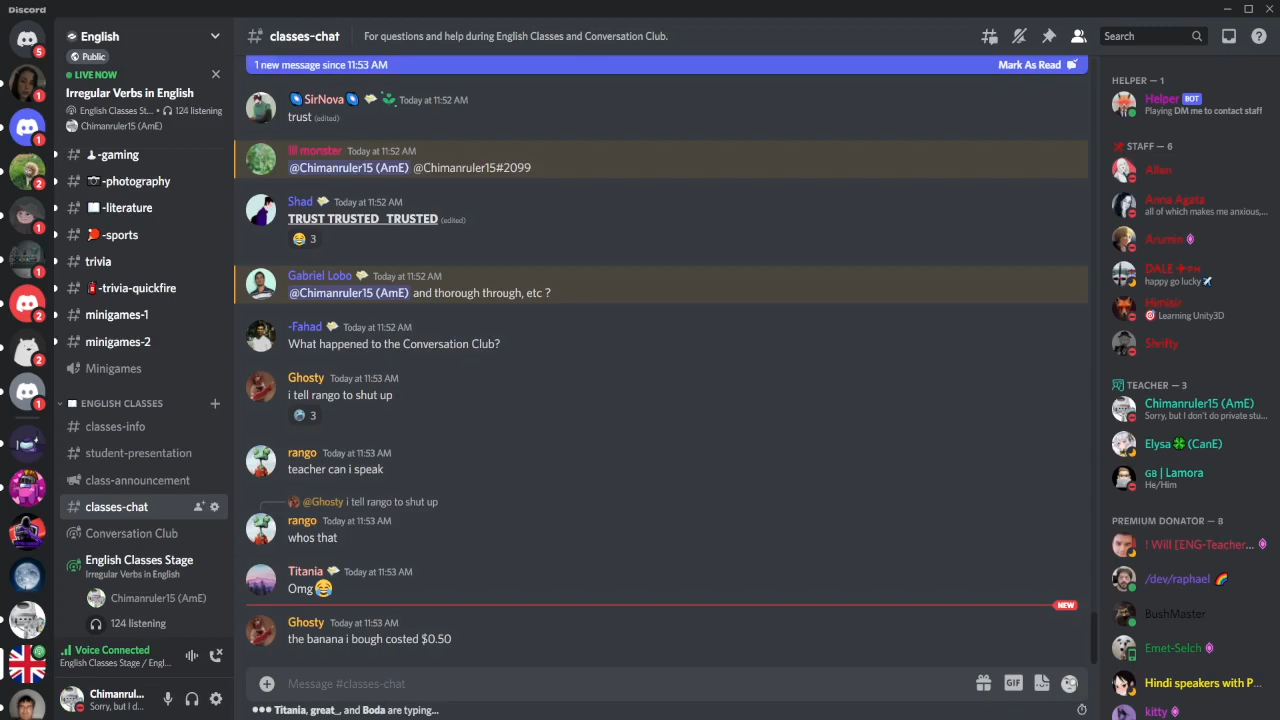 Discord
English
Public
LIVE NOW
Irregular Verbs in English
English Classes St... • 124 listening
Chimanruler15 (AmE)
-gaming
-photography
-literature
-sports
trivia
-trivia-quickfire
minigames-1
minigames-2
Minigames
ENGLISH CLASSES
classes-info
student-presentation
class-announcement
classes-chat
Conversation Club
English Classes Stage
Irregular Verbs in English
Chimanruler15 (AmE)
124 listening
Voice Connected
English Classes Stage / Engl...
Chimanrul...
Sorry, but I d...
5
1
1
2
1
1
2
2
1
classes-chat
For questions and help during English Classes and Conversation Club.
Search
1 new message since 11:53 AM
Mark As Read
SirNova Today at 11:52 AM
trust (edited)
lll monster Today at 11:52 AM
@Chimanruler15 (AmE) @Chimanruler15#2099
Shad Today at 11:52 AM
TRUST TRUSTED TRUSTED (edited)
3
Gabriel Lobo Today at 11:52 AM
@Chimanruler15 (AmE) and thorough through, etc ?
-Fahad Today at 11:52 AM
What happened to the Conversation Club?
Ghosty Today at 11:53 AM
i tell rango to shut up
3
rango Today at 11:53 AM
teacher can i speak
@Ghosty i tell rango to shut up
rango Today at 11:53 AM
whos that
Titania Today at 11:53 AM
Omg
NEW
Ghosty Today at 11:53 AM
the banana i bough costed $0.50
Message #classes-chat
GIF
Titania, great_, and Boda are typing...
HELPER — 1
Helper BOT
Playing DM me to contact staff
STAFF — 6
Allen
Anna Agata
all of which makes me anxious,...
Arumin
DALE
happy go lucky
Himisir
Learning Unity3D
Shrifty
TEACHER — 3
Chimanruler15 (AmE)
Sorry, but I don't do private stu...
Elysa (CanE)
GB | Lamora
He/Him
PREMIUM DONATOR — 8
! Will [ENG-Teacher...
/dev/raphael
BushMaster
Emet-Selch
Hindi speakers with P...
kitty